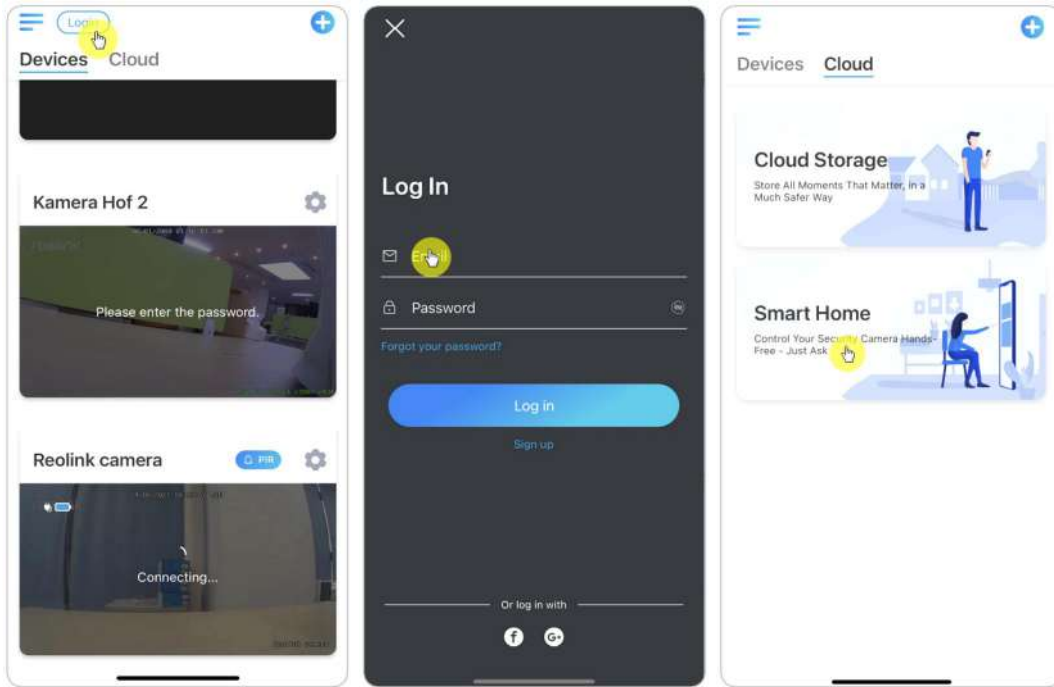 Login
Devices Cloud
Kamera Hof 2
Please enter the password.
Reolink camera
PIR
Connecting...
Log In
Email
Password
Forgot your password?
Log in
Sign up
Or log in with
f
G+
Devices Cloud
Cloud Storage
Store All Moments That Matter, in a
Much Safer Way
Smart Home
Control Your Security Camera Hands-
Free - Just Ask